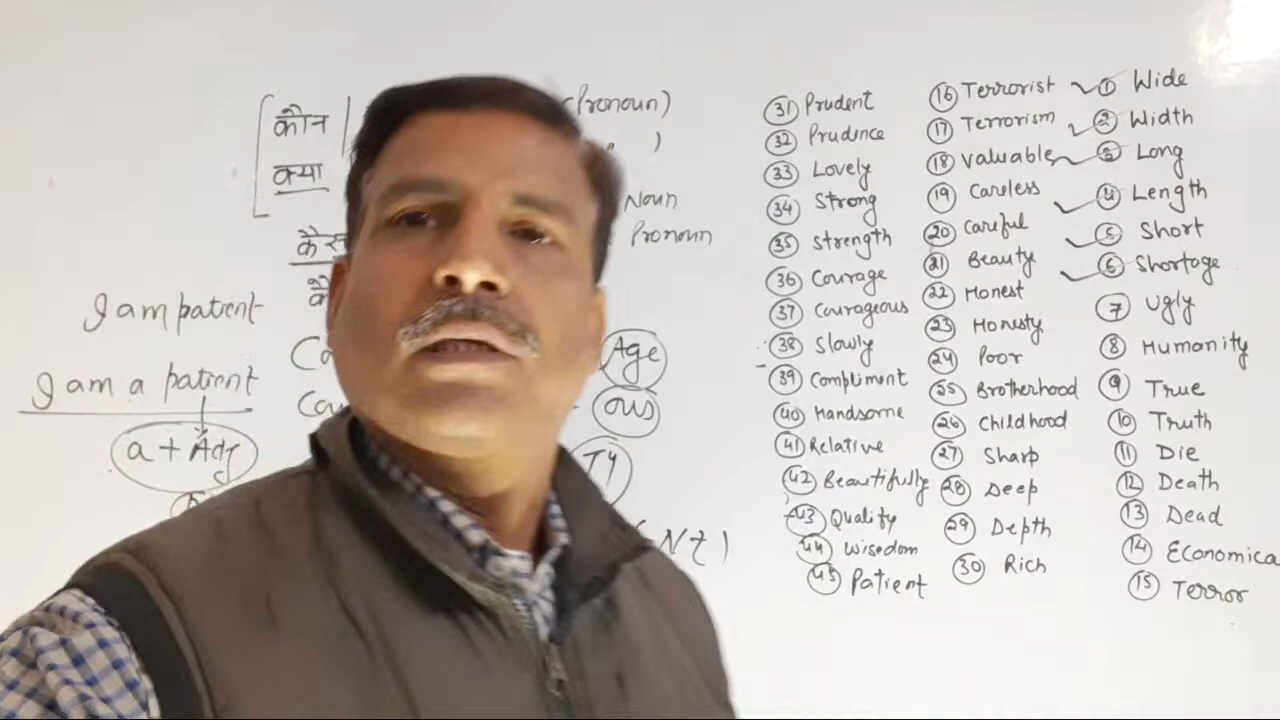 कौन
क्या
(Pronoun)
)
Noun
Pronoun
I am patient
I am a patient
a + Adj
Age
ous
TY
31 Prudent
32 Prudence
33 Lovely
34 Strong
35 Strength
36 Courage
37 Courageous
38 Slowly
39 Compliment
40 Handsome
41 Relative
42 Beautifully
43 Qualify
44 Wisedom
45 Patient
16 Terrorist
17 Terrorism
18 Valuable
19 Careless
20 Careful
21 Beauty
22 Honest
23 Honesty
24 Poor
25 Brotherhood
26 Childhood
27 Sharp
28 Deep
29 Depth
30 Rich
1 Wide
2 Width
3 Long
4 Length
5 Short
6 Shortage
7 Ugly
8 Humanity
9 True
10 Truth
11 Die
12 Death
13 Dead
14 Economica
15 Terror